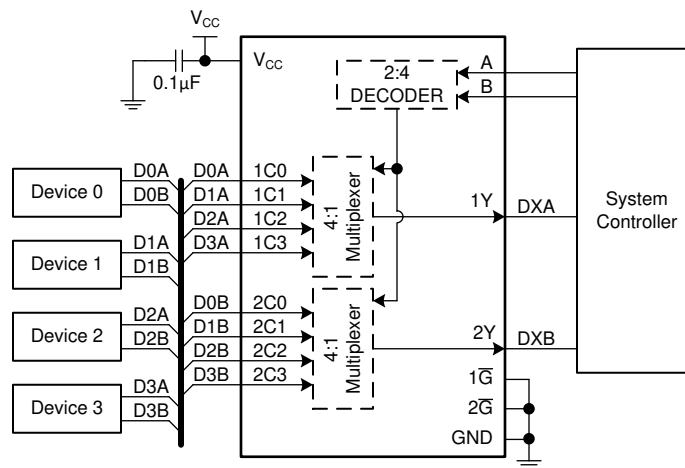 VCC
0.1µF
VCC
2:4
DECODER
A
B
Device 0
D0A
D0B
Device 1
D1A
D1B
Device 2
D2A
D2B
Device 3
D3A
D3B
D0A 1C0
D1A 1C1
D2A 1C2
D3A 1C3
4:1
Multiplexer
1Y DXA
D0B 2C0
D1B 2C1
D2B 2C2
D3B 2C3
4:1
Multiplexer
2Y DXB
1G̅
2G̅
GND
System
Controller